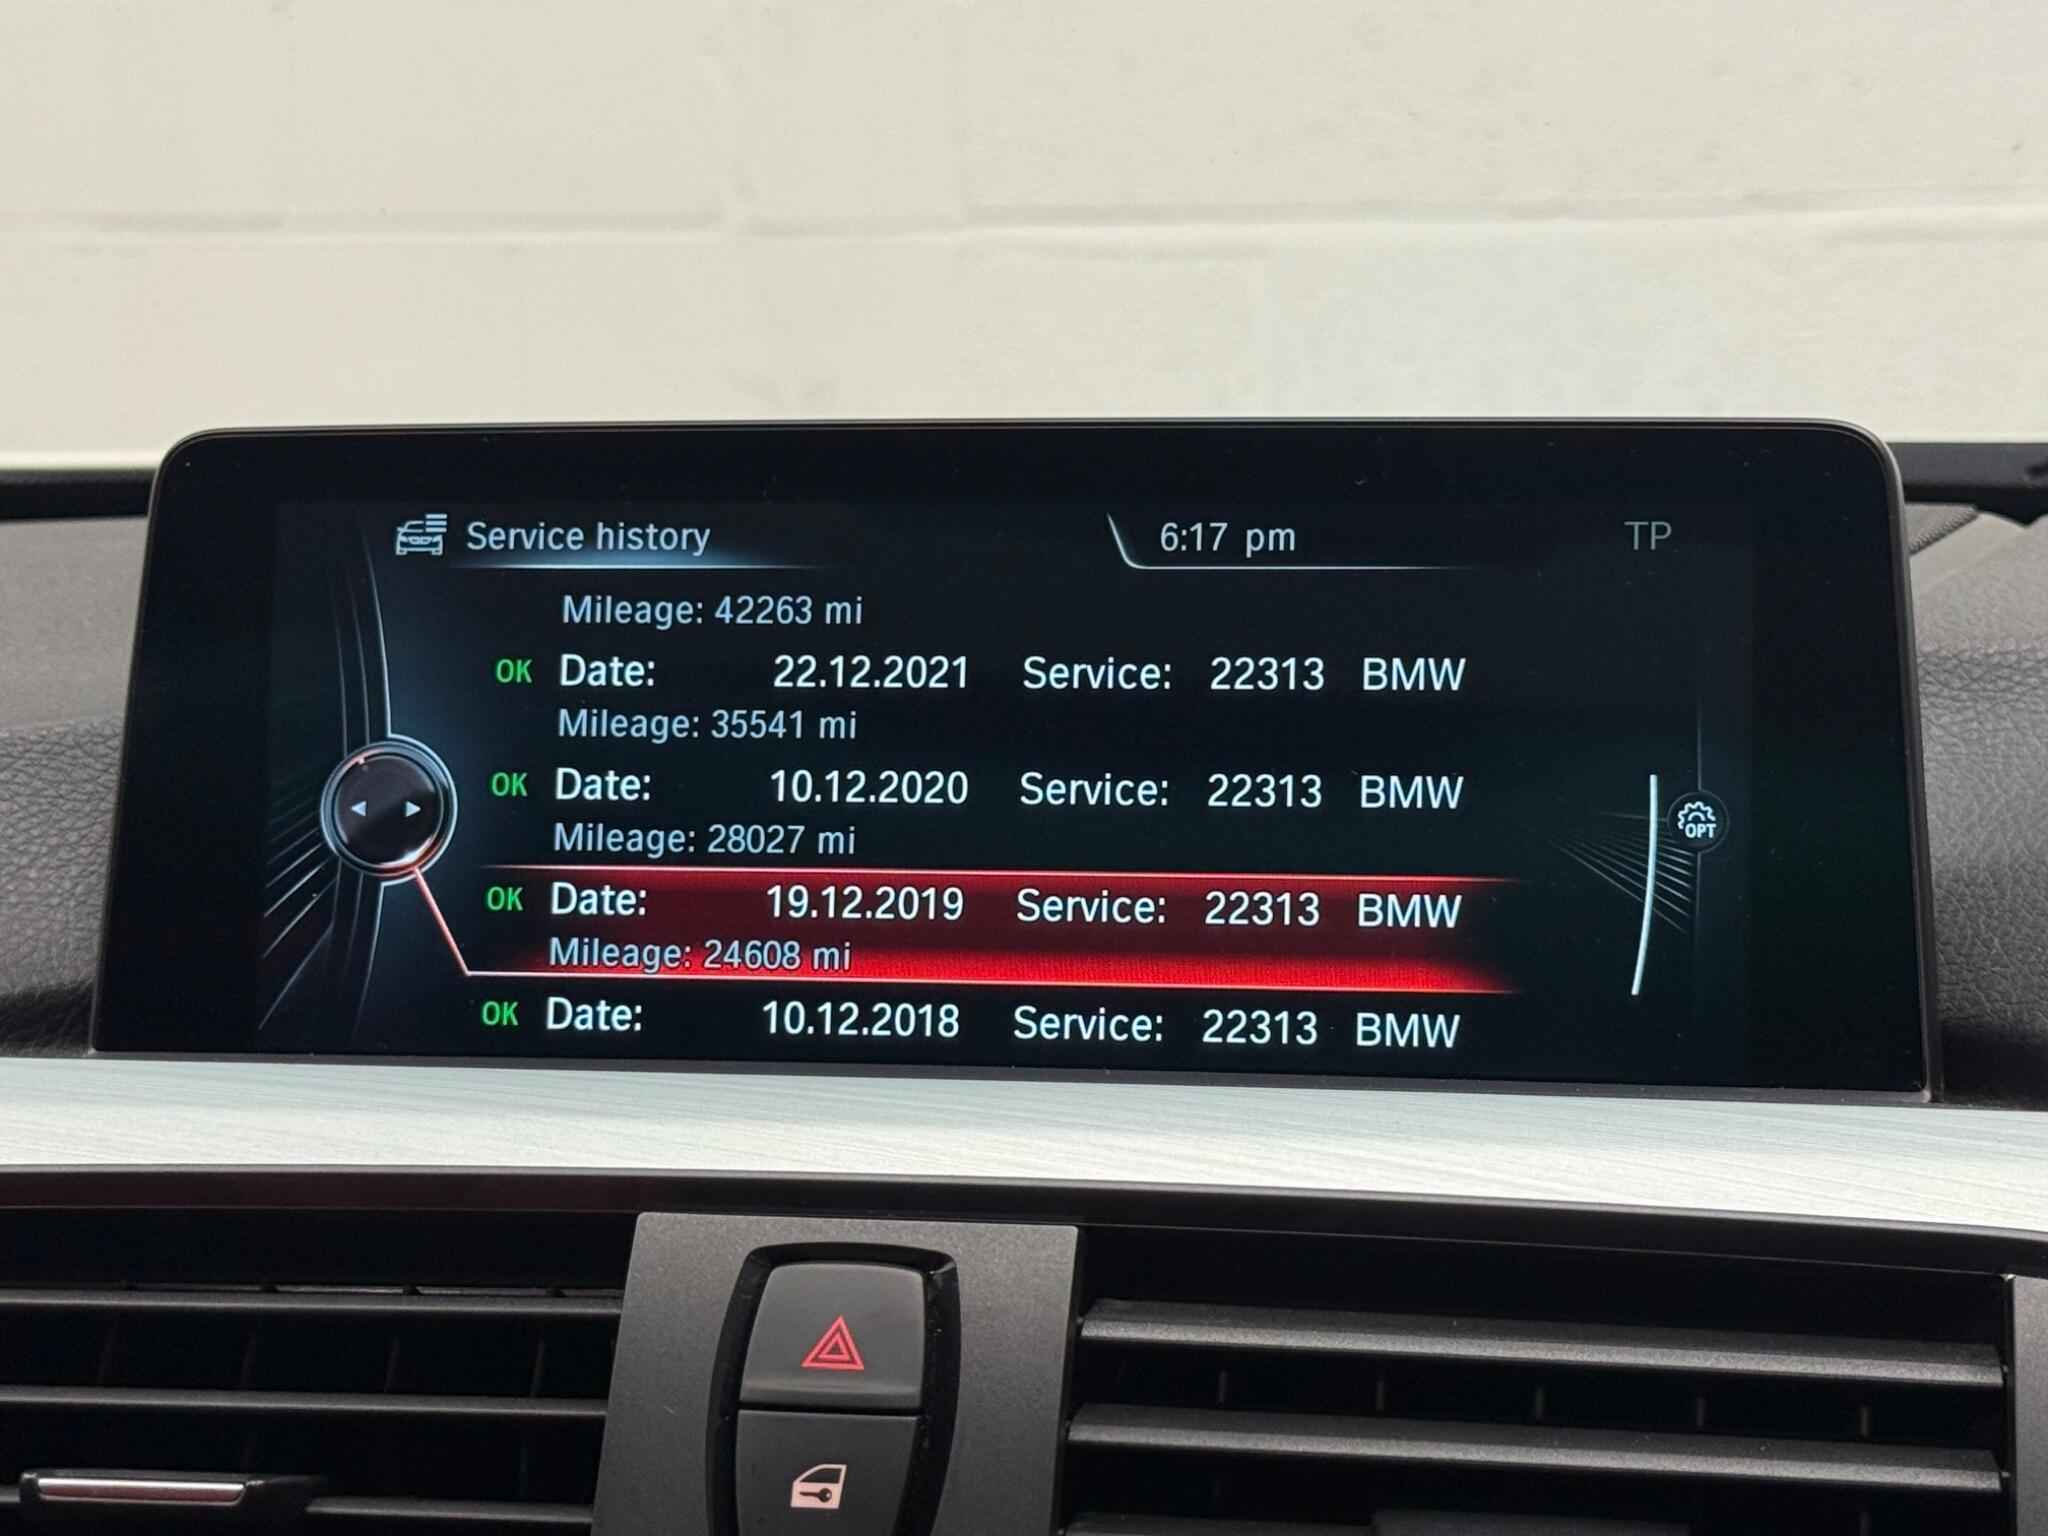 Service history 6:17 pm TP
Mileage: 42263 mi
OK Date: 22.12.2021 Service: 22313 BMW
Mileage: 35541 mi
OK Date: 10.12.2020 Service: 22313 BMW
Mileage: 28027 mi
OPT
OK Date: 19.12.2019 Service: 22313 BMW
Mileage: 24608 mi
OK Date: 10.12.2018 Service: 22313 BMW